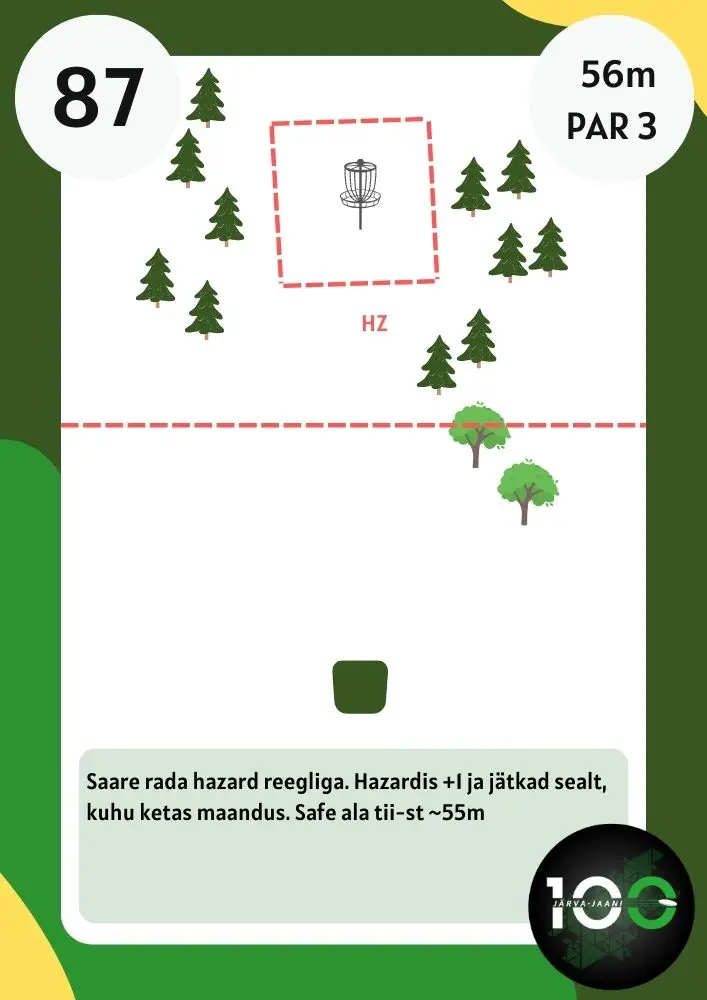 87
56m
PAR 3
HZ
Saare rada hazard reegliga. Hazardis +1 ja jätkad sealt,
kuhu ketas maandus. Safe ala tii-st ~55m
100
JÄRVA-JAANI